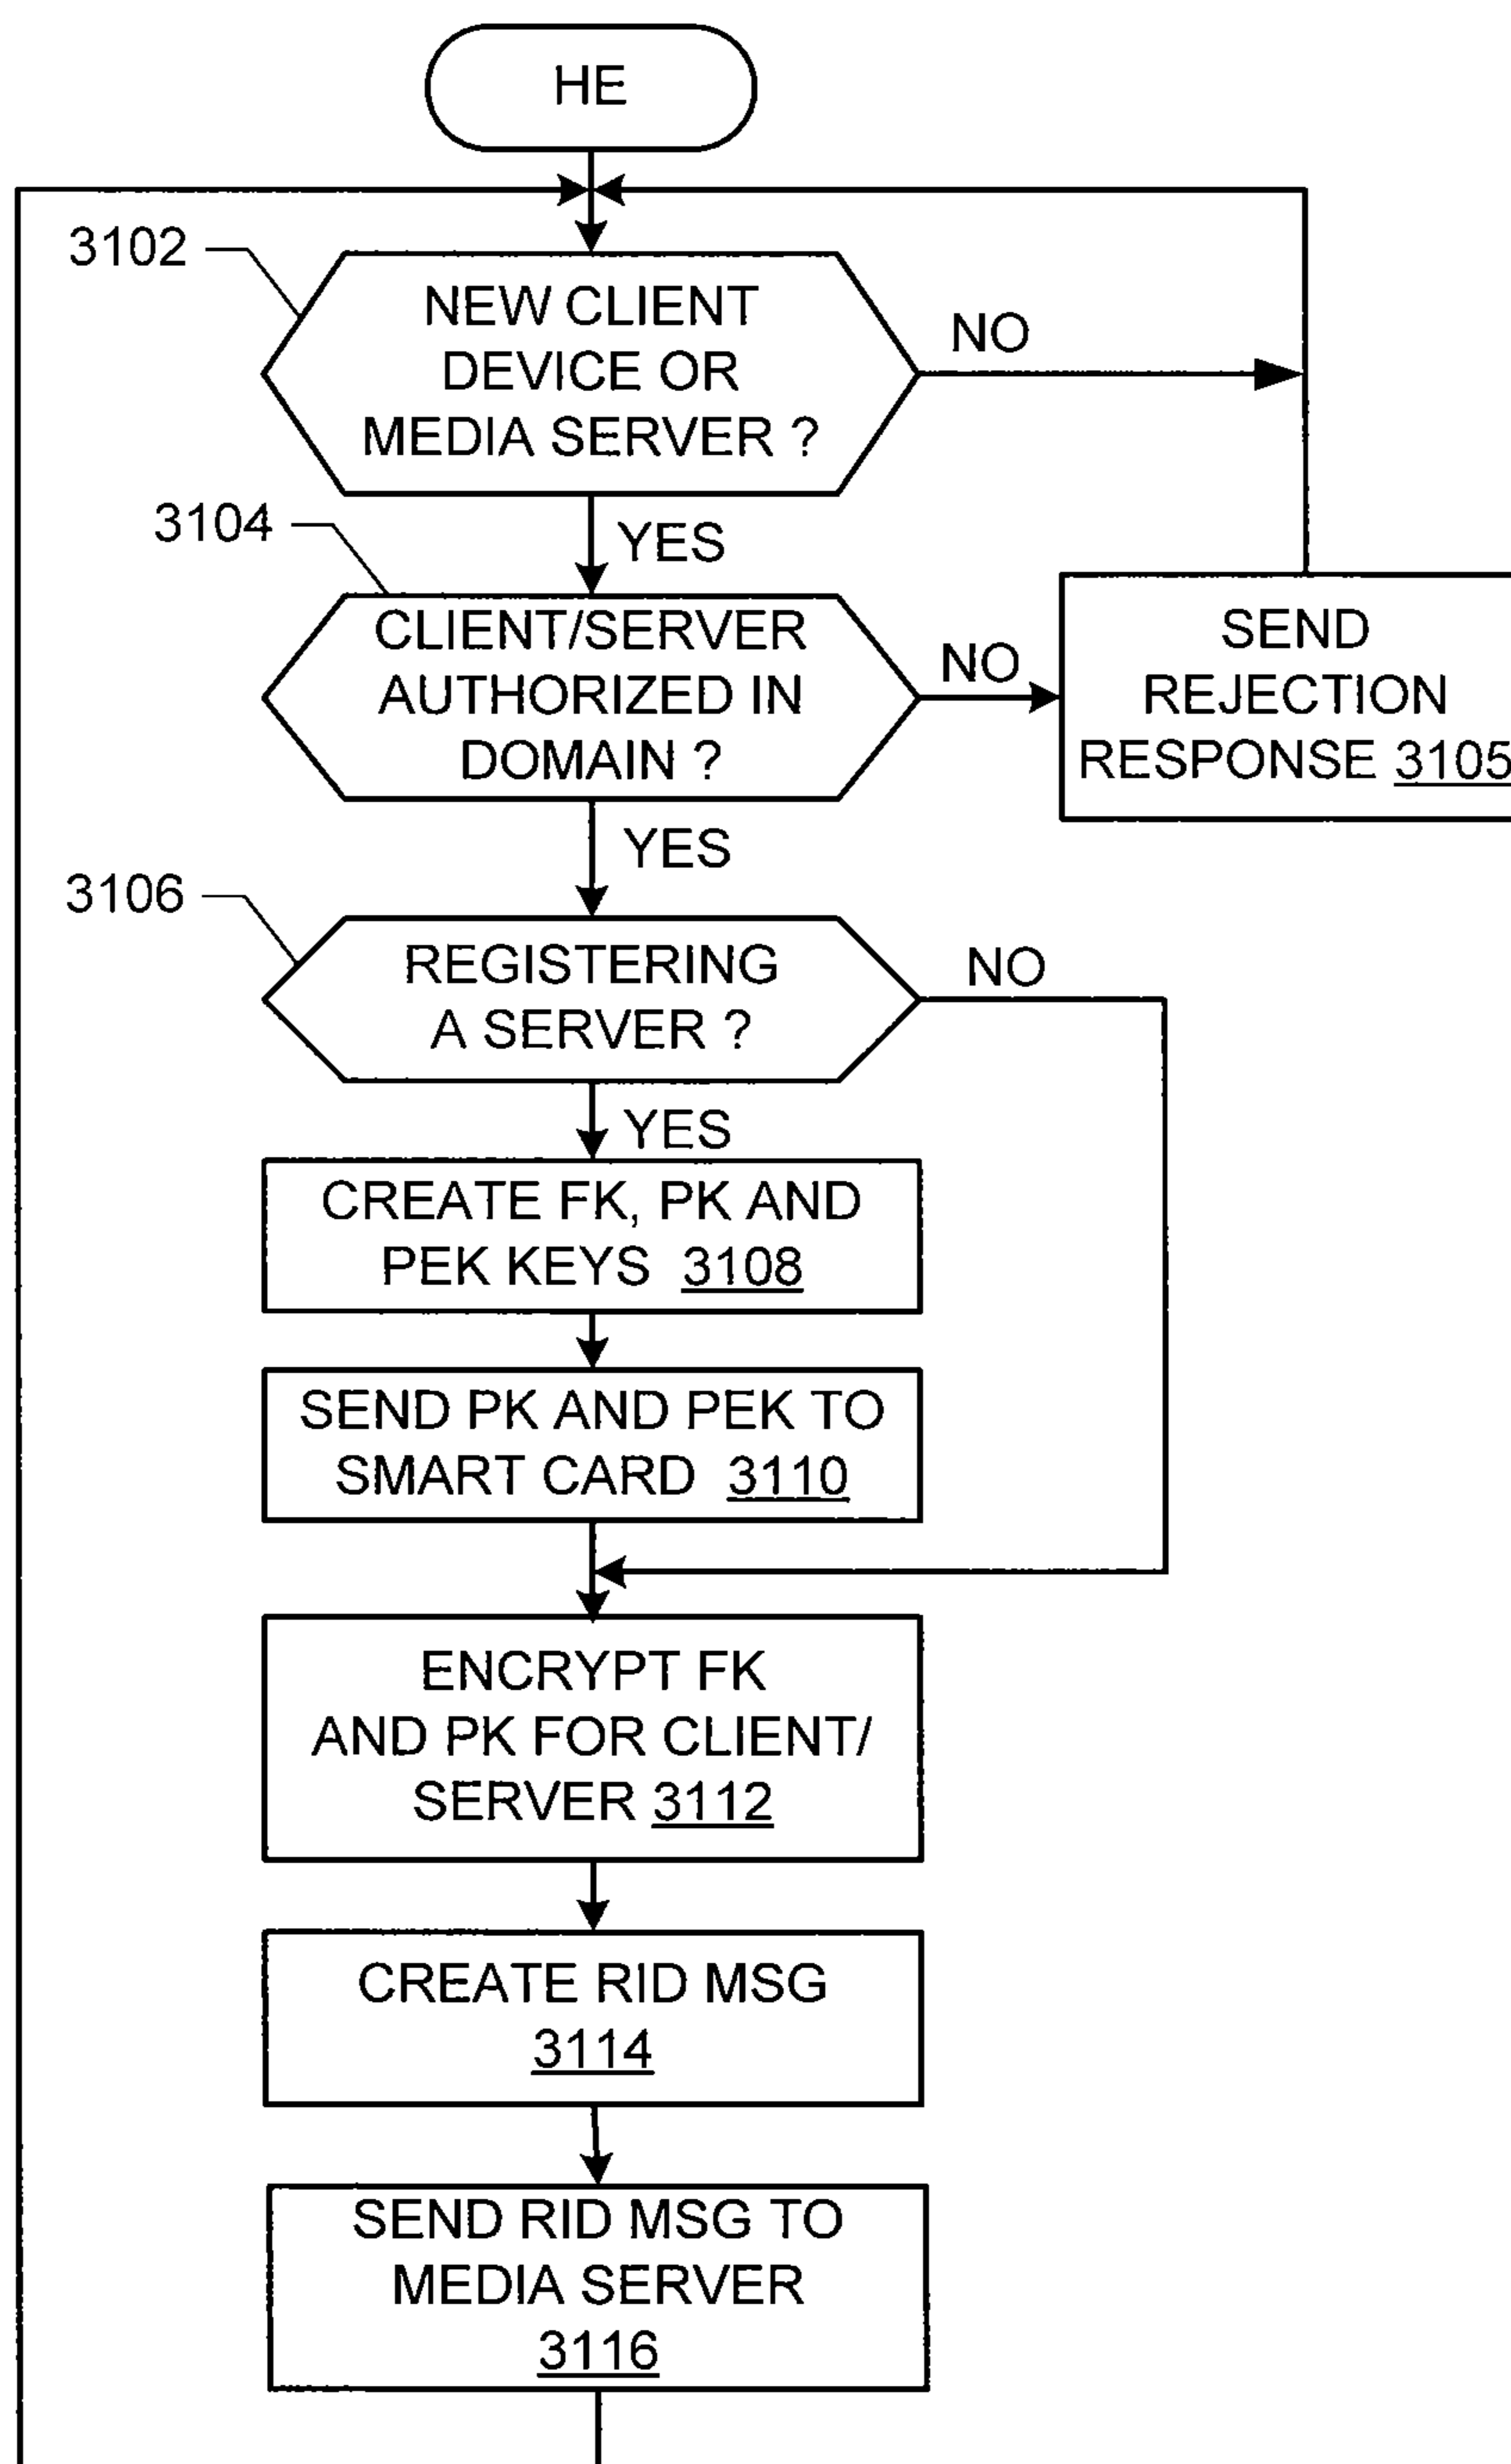 HE
3102
NEW CLIENT
DEVICE OR
MEDIA SERVER ?
NO
YES
3104
CLIENT/SERVER
AUTHORIZED IN
DOMAIN ?
NO
SEND
REJECTION
RESPONSE 3105
YES
3106
REGISTERING
A SERVER ?
NO
YES
CREATE FK, PK AND
PEK KEYS 3108
SEND PK AND PEK TO
SMART CARD 3110
ENCRYPT FK
AND PK FOR CLIENT/
SERVER 3112
CREATE RID MSG
3114
SEND RID MSG TO
MEDIA SERVER
3116